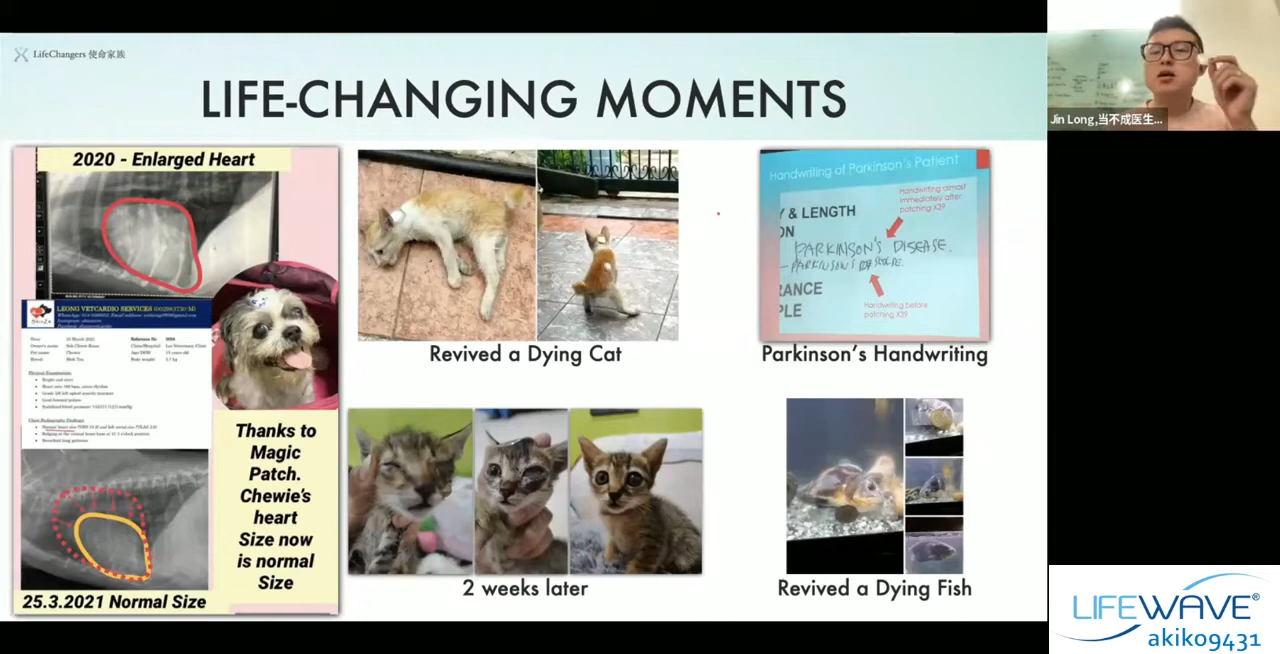 LifeChangers 使命家族
LIFE-CHANGING MOMENTS
2020 - Enlarged Heart
LEONG VETCARDIO SERVICES
Thanks to
Magic
Patch.
Chewie's
heart
Size now
is normal
Size
25.3.2021 Normal Size
Revived a Dying Cat
2 weeks later
Handwriting of Parkinson's Patient
Handwriting almost
immediately after
patching X39
Y & LENGTH
ON
PARKINSON'S DISEASE.
RANCE
PLE
Handwriting before
patching X39
Parkinson's Handwriting
Revived a Dying Fish
Jin Long,当不成医生...
LIFEWAVE®
akiko9431